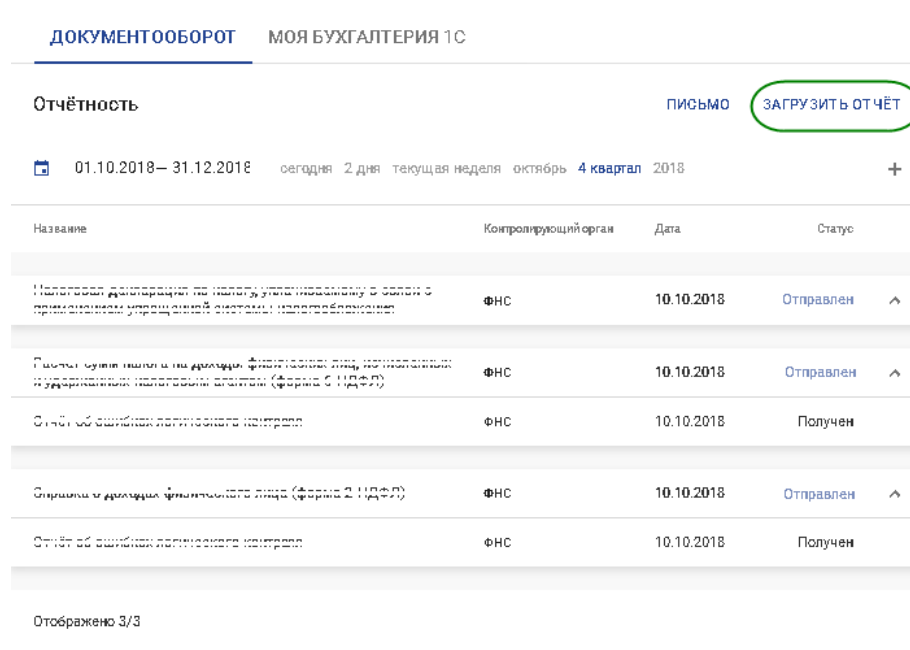 ДОКУМЕНТООБОРОТ МОЯ БУХГАЛТЕРИЯ 1С
Отчётность ПИСЬМО ЗАГРУЗИТЬ ОТЧЁТ
01.10.2018— 31.12.2018 сегодня 2 дня текущая неделя октябрь 4 квартал 2018 +
Название Контролирующий орган Дата Статус
Налоговая декларация по налогу, уплачиваемому в связи с
применением упрощенной системы налогообложения
ФНС 10.10.2018 Отправлен
Расчет сумм налога на доходы физических лиц, исчисленных
и удержанных налоговым агентом (форма 6-НДФЛ)
ФНС 10.10.2018 Отправлен
Отчёт об ошибках логического контроля ФНС 10.10.2018 Получен
Справка о доходах физического лица (форма 2-НДФЛ) ФНС 10.10.2018 Отправлен
Отчёт об ошибках логического контроля ФНС 10.10.2018 Получен
Отображено 3/3